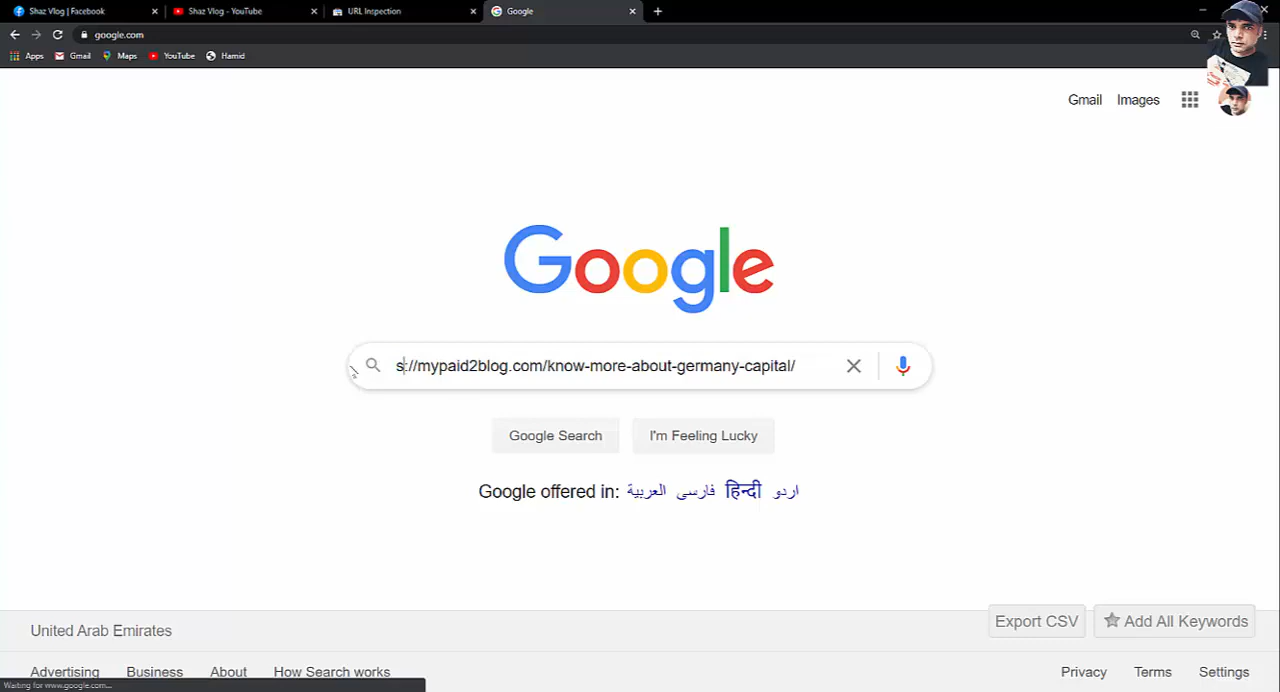 Shaz Vlog | Facebook
Shaz Vlog - YouTube
URL Inspection
Google
google.com
Apps
Gmail
Maps
YouTube
Hamid
Gmail
Images
Google
s://mypaid2blog.com/know-more-about-germany-capital/
Google Search
I'm Feeling Lucky
Google offered in: العربية فارسی हिन्दी اردو
Export CSV
Add All Keywords
United Arab Emirates
Advertising
Business
About
How Search works
Privacy
Terms
Settings
Waiting for www.google.com...